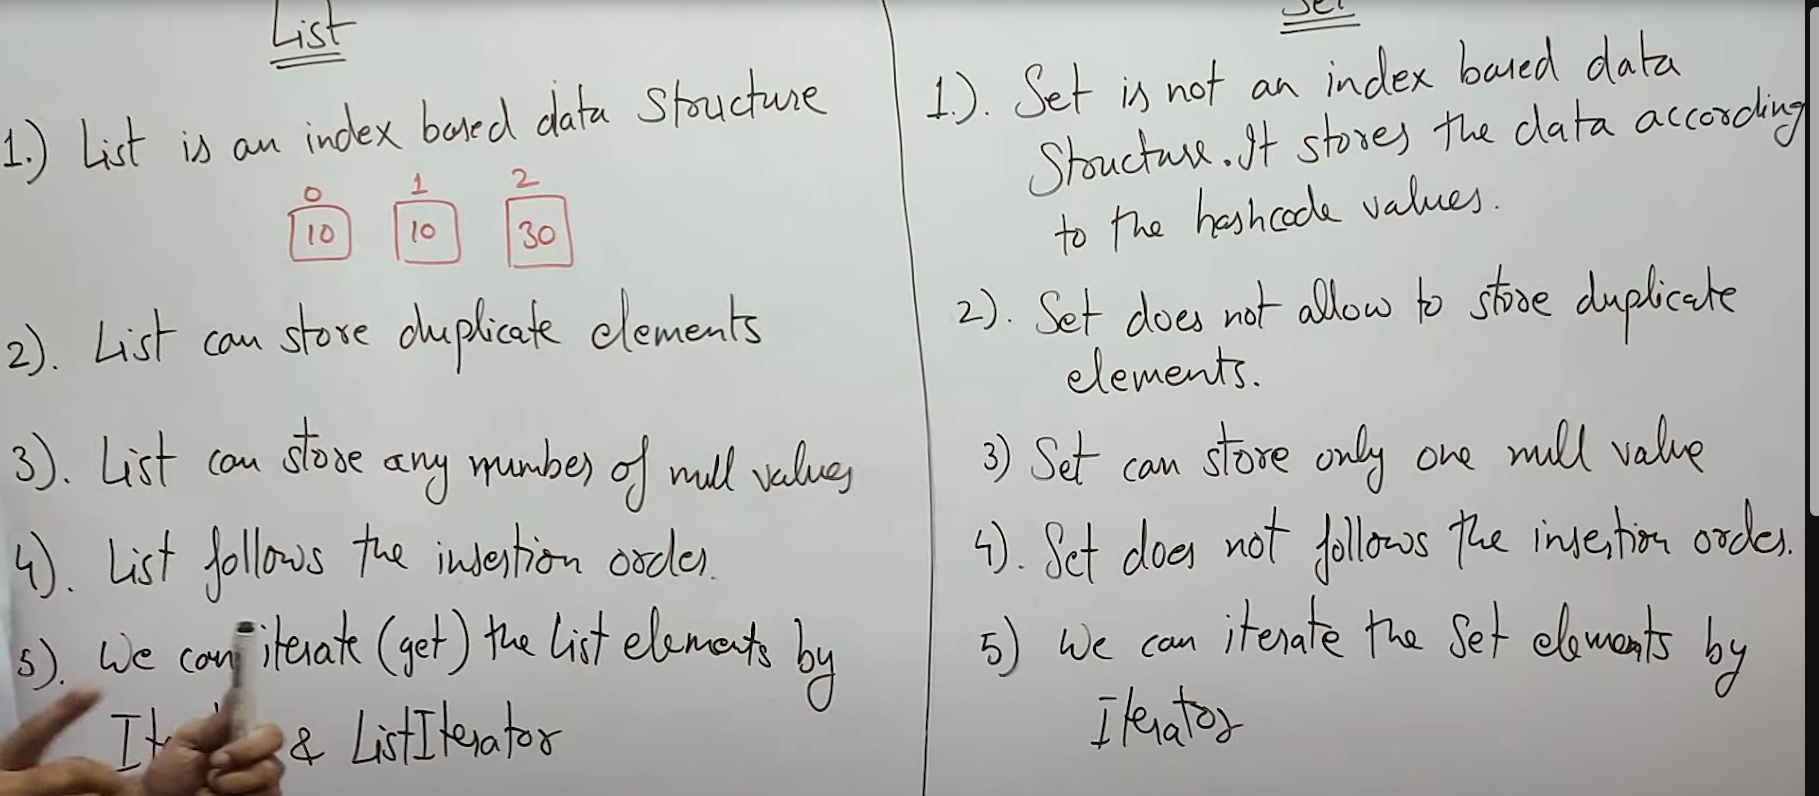 List
1.) List is an index based data Structure
0 1 2
10 10 30
2). List can store duplicate elements
3). List can store any number of null values
4). List follows the insertion order.
5). We can iterate (get) the list elements by
& ListIterator
Set
1.). Set is not an index based data
Structure. It stores the data according
to the hashcode values.
2). Set does not allow to store duplicate
elements.
3) Set can store only one null value
4). Set does not follows the insertion order.
5) We can iterate the Set elements by
Iterator